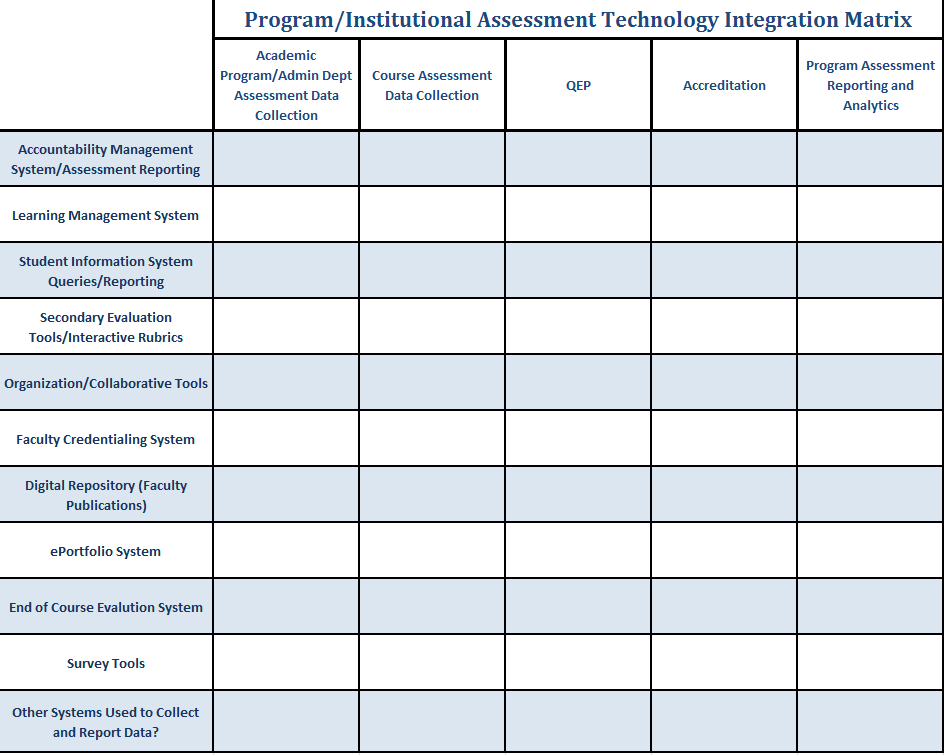 Program/Institutional Assessment Technology Integration Matrix
Academic
Program/Admin Dept
Assessment Data
Collection
Course Assessment
Data Collection
QEP
Accreditation
Program Assessment
Reporting and
Analytics
Accountability Management
System/Assessment Reporting
Learning Management System
Student Information System
Queries/Reporting
Secondary Evaluation
Tools/Interactive Rubrics
Organization/Collaborative Tools
Faculty Credentialing System
Digital Repository (Faculty
Publications)
ePortfolio System
End of Course Evalution System
Survey Tools
Other Systems Used to Collect
and Report Data?